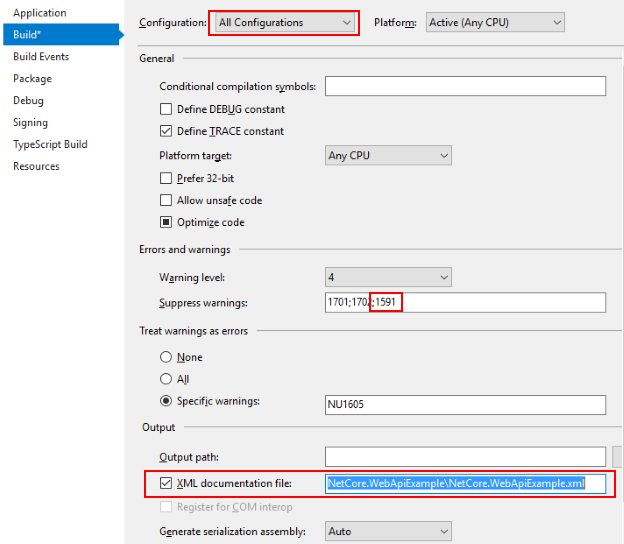 Application
Build*
Build Events
Package
Debug
Signing
TypeScript Build
Resources
Configuration: All Configurations Platform: Active (Any CPU)
General
Conditional compilation symbols:
Define DEBUG constant
Define TRACE constant
Platform target: Any CPU
Prefer 32-bit
Allow unsafe code
Optimize code
Errors and warnings
Warning level: 4
Suppress warnings: 1701;1702;1591
Treat warnings as errors
None
All
Specific warnings: NU1605
Output
Output path:
XML documentation file: NetCore.WebApiExample\NetCore.WebApiExample.xml
Register for COM interop
Generate serialization assembly: Auto